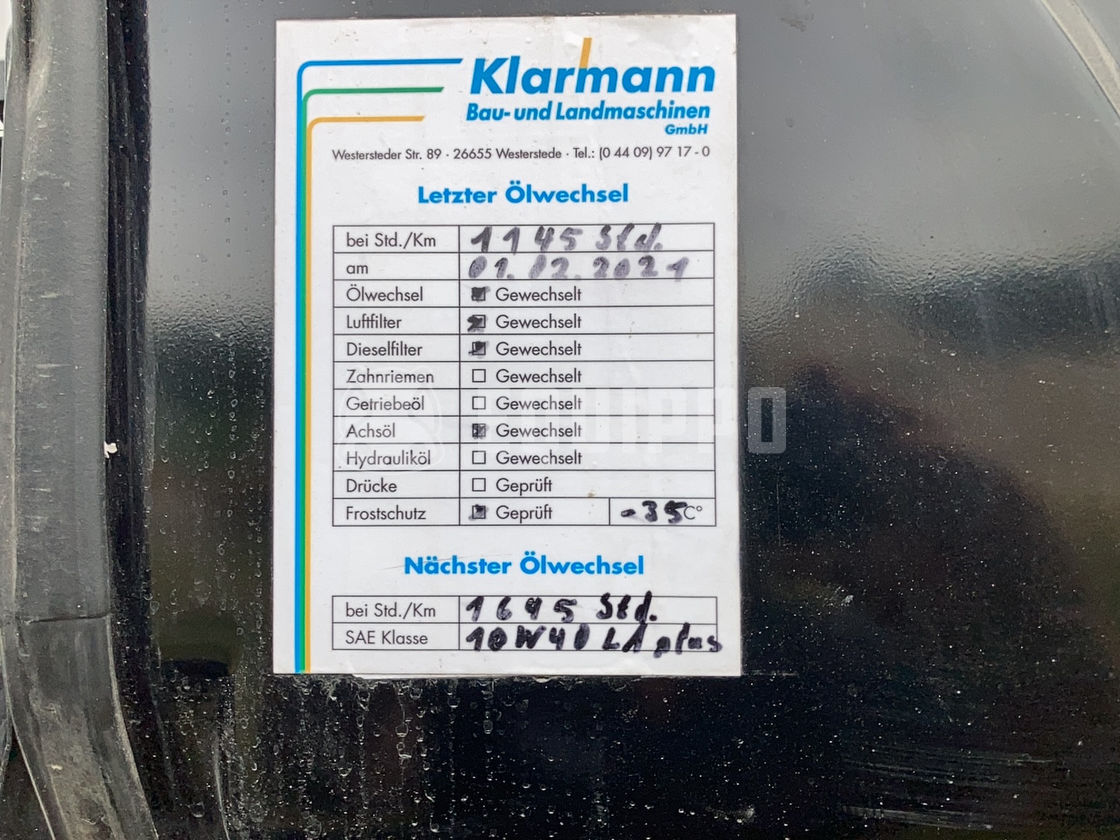 Klarmann
Bau- und Landmaschinen
GmbH
Westersteder Str. 89 · 26655 Westerstede · Tel.: (0 44 09) 97 17 - 0
Letzter Ölwechsel
bei Std./Km 1145 Std.
am 01.02.2021
Ölwechsel Gewechselt
Luftfilter Gewechselt
Dieselfilter Gewechselt
Zahnriemen Gewechselt
Getriebeöl Gewechselt
Achsöl Gewechselt
Hydrauliköl Gewechselt
Drücke Geprüft
Frostschutz Geprüft -35 C°
Nächster Ölwechsel
bei Std./Km 1645 Std.
SAE Klasse 10W40 L1 plus